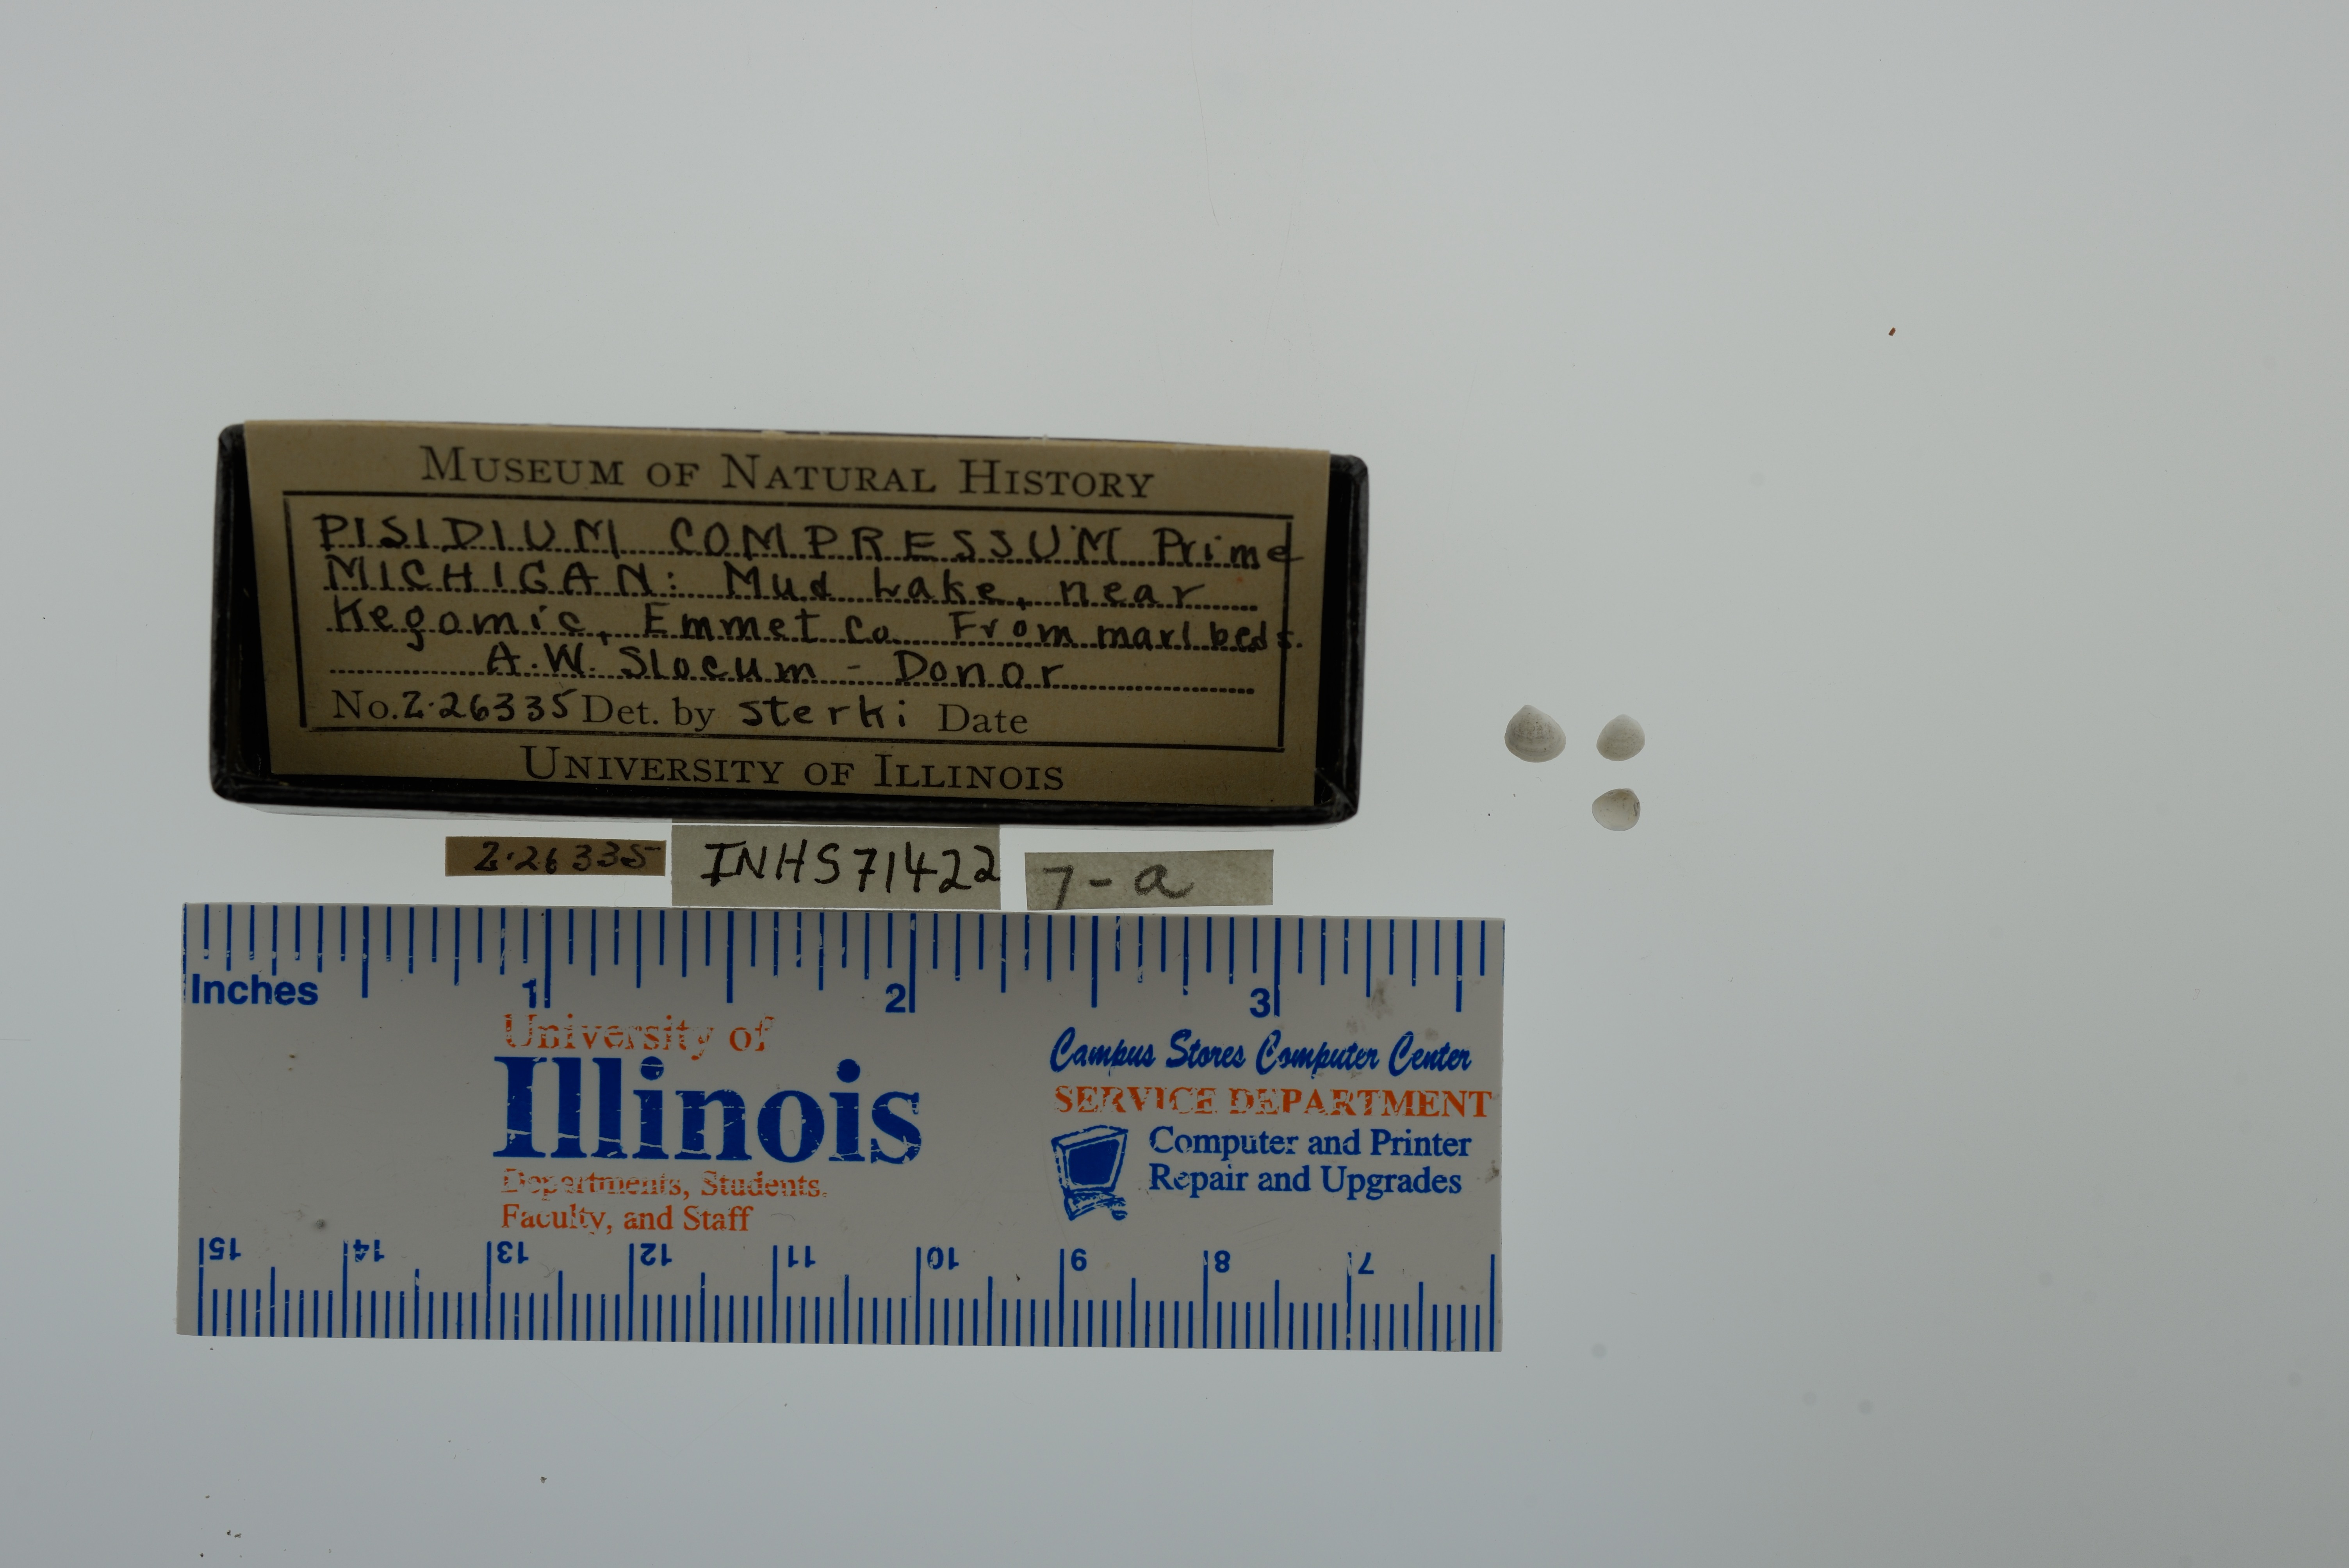 MUSEUM OF NATURAL HISTORY
PISIDIUM COMPRESSUM Prime
MICHIGAN: Mud Lake, near
Kegomic, Emmet Co. From marl beds.
A.W. Slocum - Donor
No. Z-26335 Det. by Sterki Date
UNIVERSITY OF ILLINOIS
Z-26335
INHS71422
7-a
Inches 1 2 3
University of
Illinois
Departments, Students,
Faculty, and Staff
Campus Stores Computer Center
SERVICE DEPARTMENT
Computer and Printer
Repair and Upgrades
15 14 13 12 11 10 9 8 7